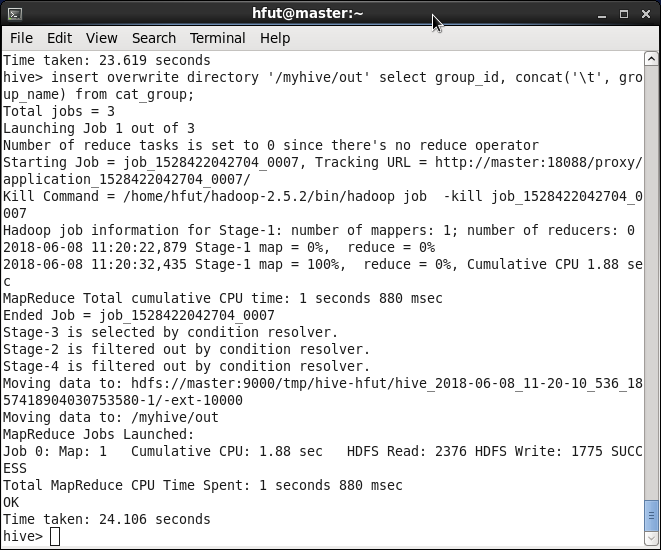 hfut@master:~
File Edit View Search Terminal Help
Time taken: 23.619 seconds
hive> insert overwrite directory '/myhive/out' select group_id, concat('\t', gro
up_name) from cat_group;
Total jobs = 3
Launching Job 1 out of 3
Number of reduce tasks is set to 0 since there's no reduce operator
Starting Job = job_1528422042704_0007, Tracking URL = http://master:18088/proxy/
application_1528422042704_0007/
Kill Command = /home/hfut/hadoop-2.5.2/bin/hadoop job  -kill job_1528422042704_0
007
Hadoop job information for Stage-1: number of mappers: 1; number of reducers: 0
2018-06-08 11:20:22,879 Stage-1 map = 0%,  reduce = 0%
2018-06-08 11:20:32,435 Stage-1 map = 100%,  reduce = 0%, Cumulative CPU 1.88 se
c
MapReduce Total cumulative CPU time: 1 seconds 880 msec
Ended Job = job_1528422042704_0007
Stage-3 is selected by condition resolver.
Stage-2 is filtered out by condition resolver.
Stage-4 is filtered out by condition resolver.
Moving data to: hdfs://master:9000/tmp/hive-hfut/hive_2018-06-08_11-20-10_536_18
57418904030753580-1/-ext-10000
Moving data to: /myhive/out
MapReduce Jobs Launched:
Job 0: Map: 1   Cumulative CPU: 1.88 sec   HDFS Read: 2376 HDFS Write: 1775 SUCC
ESS
Total MapReduce CPU Time Spent: 1 seconds 880 msec
OK
Time taken: 24.106 seconds
hive>